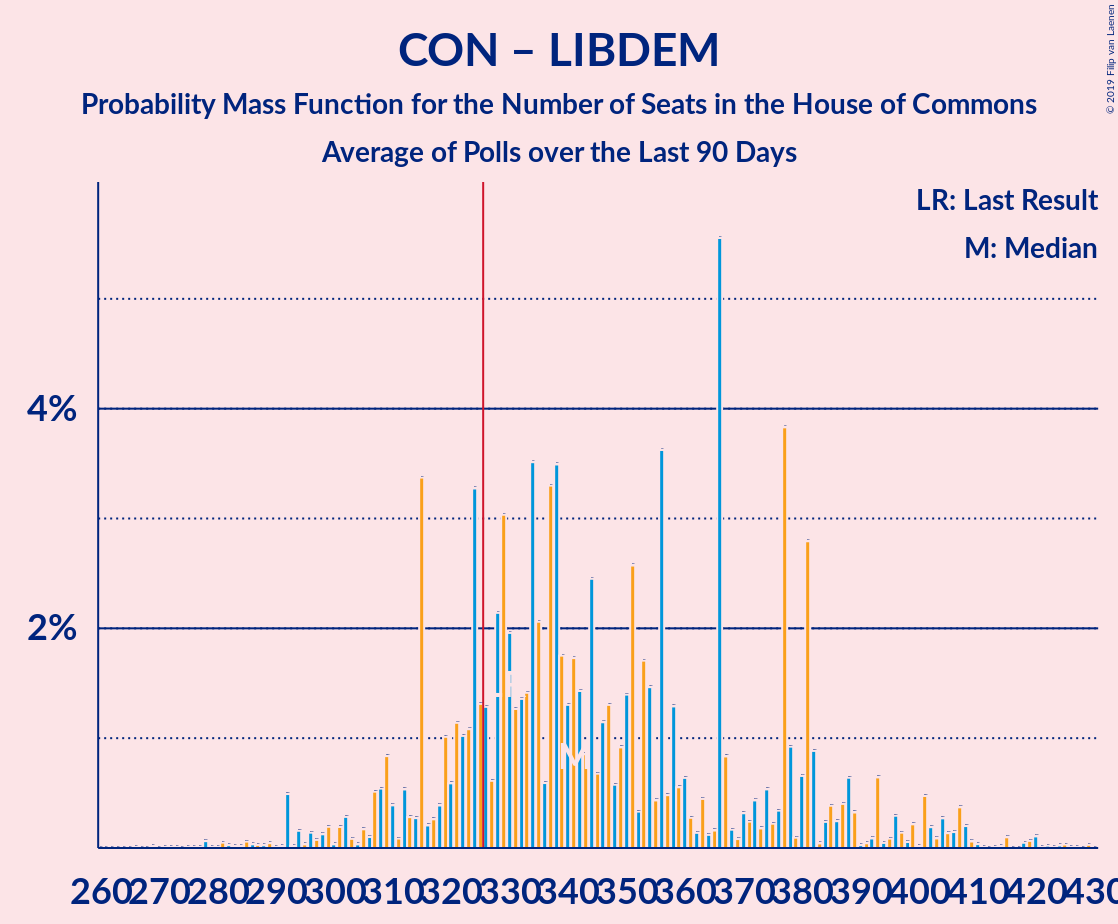 © 2019 Filip van Laenen
CON – LIBDEM
Probability Mass Function for the Number of Seats in the House of Commons
Average of Polls over the Last 90 Days
LR: Last Result
M: Median
4%
2%
M
260 270 280 290 300 310 320 330 340 350 360 370 380 390 400 410 420 430